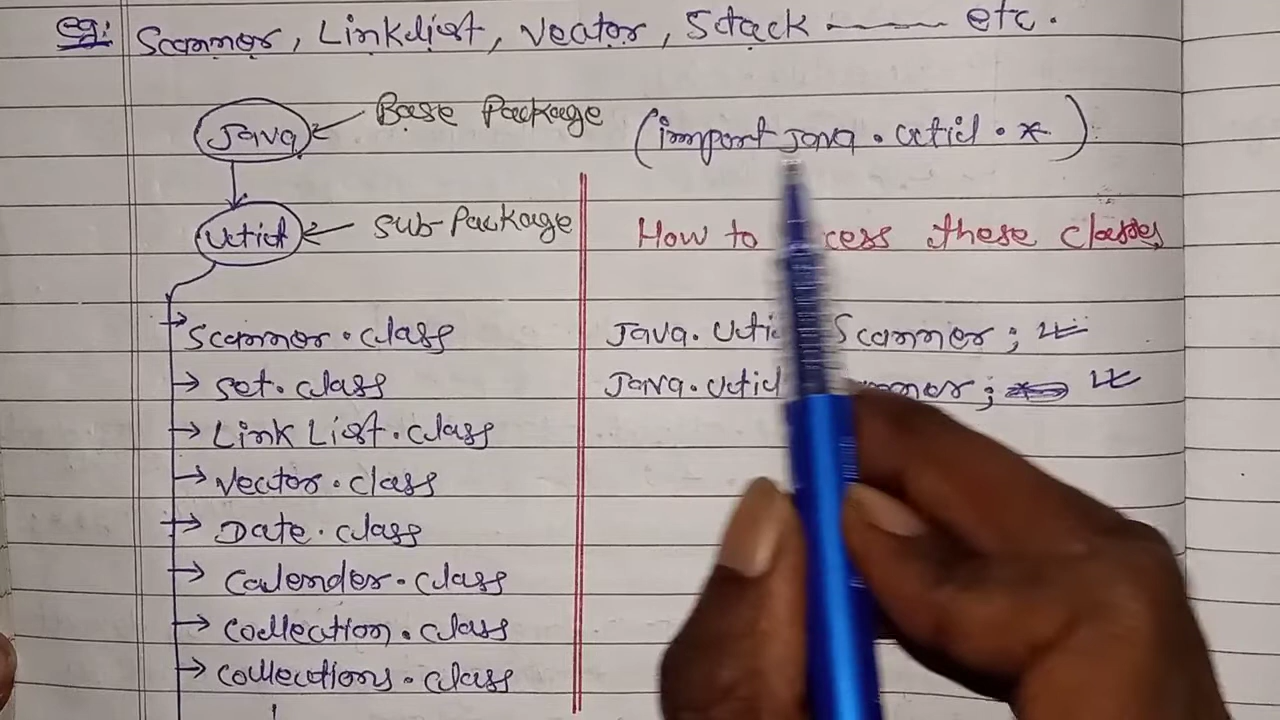 eg: Scanner, Linklist, Vector, Stack —— etc.
Java ← Base Package (import Java.util.*)
Util ← Sub-Package
How to cess these classes
→ Scanner.class
Java. Uti Scanner;
→ Set.class
Java.Util nner;
→ Link List.class
→ Vector.class
→ Date.class
→ Calender.class
→ Collection.class
→ Collections.class